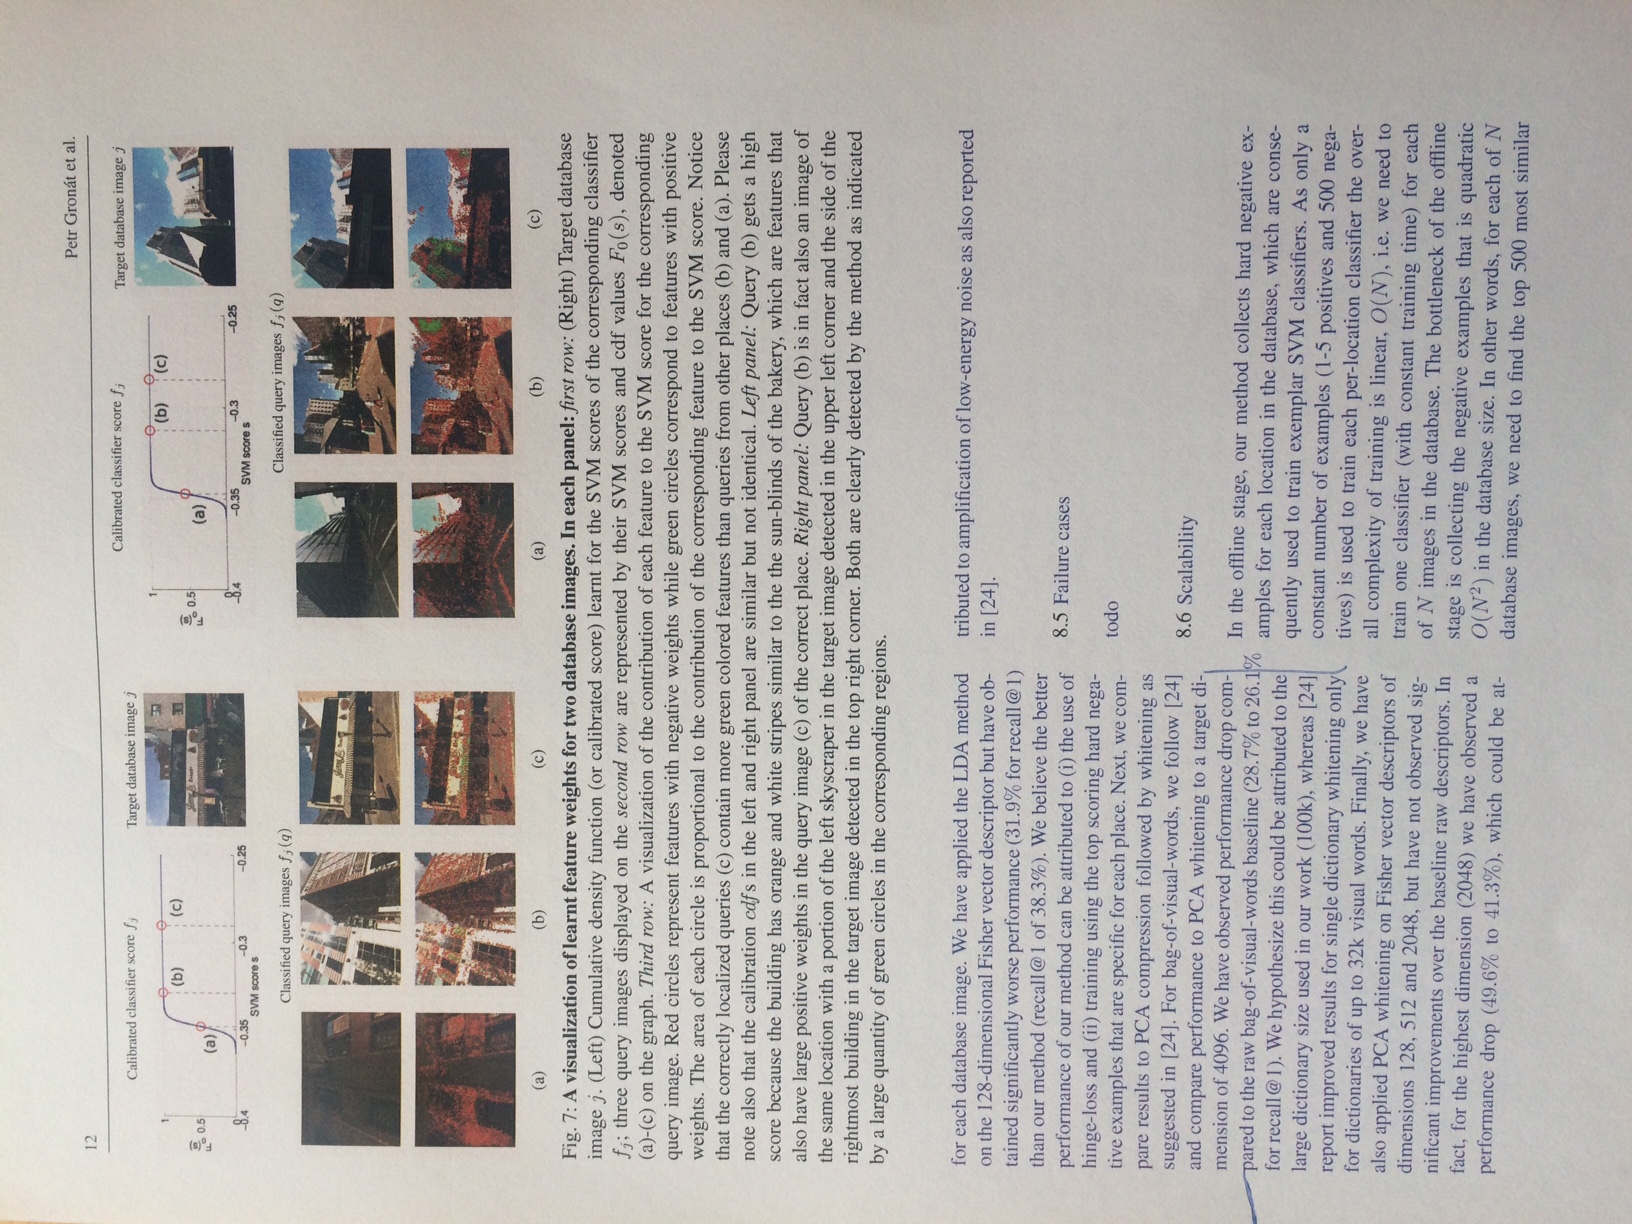 12
Petr Gronát et al.
Calibrated classifier score f_j
Target database image j
1
0.5
0
F₀(s)
(a)
(b)
(c)
−0.4
−0.35
−0.3
−0.25
SVM score s
Classified query images f_j(q)
(a)
(b)
(c)
Calibrated classifier score f_j
Target database image j
1
0.5
0
F₀(s)
(a)
(b)
(c)
−0.4
−0.35
−0.3
−0.25
SVM score s
Classified query images f_j(q)
(a)
(b)
(c)
Fig. 7: A visualization of learnt feature weights for two database images. In each panel: first row: (Right) Target database
image j. (Left) Cumulative density function (or calibrated score) learnt for the SVM scores of the corresponding classifier
f_j; three query images displayed on the second row are represented by their SVM scores and cdf values F₀(s), denoted
(a)-(c) on the graph. Third row: A visualization of the contribution of each feature to the SVM score for the corresponding
query image. Red circles represent features with negative weights while green circles correspond to features with positive
weights. The area of each circle is proportional to the contribution of the corresponding feature to the SVM score. Notice
that the correctly localized queries (c) contain more green colored features than queries from other places (b) and (a). Please
note also that the calibration cdfs in the left and right panel are similar but not identical. Left panel: Query (b) gets a high
score because the building has orange and white stripes similar to the the sun-blinds of the bakery, which are features that
also have large positive weights in the query image (c) of the correct place. Right panel: Query (b) is in fact also an image of
the same location with a portion of the left skyscraper in the target image detected in the upper left corner and the side of the
rightmost building in the target image detected in the top right corner. Both are clearly detected by the method as indicated
by a large quantity of green circles in the corresponding regions.
for each database image. We have applied the LDA method
on the 128-dimensional Fisher vector descriptor but have ob-
tained significantly worse performance (31.9% for recall@1)
than our method (recall@1 of 38.3%). We believe the better
performance of our method can be attributed to (i) the use of
hinge-loss and (ii) training using the top scoring hard nega-
tive examples that are specific for each place. Next, we com-
pare results to PCA compression followed by whitening as
suggested in [24]. For bag-of-visual-words, we follow [24]
and compare performance to PCA whitening to a target di-
mension of 4096. We have observed performance drop com-
pared to the raw bag-of-visual-words baseline (28.7% to 26.1%
for recall@1). We hypothesize this could be attributed to the
large dictionary size used in our work (100k), whereas [24]
report improved results for single dictionary whitening only
for dictionaries of up to 32k visual words. Finally, we have
also applied PCA whitening on Fisher vector descriptors of
dimensions 128, 512 and 2048, but have not observed sig-
nificant improvements over the baseline raw descriptors. In
fact, for the highest dimension (2048) we have observed a
performance drop (49.6% to 41.3%), which could be at-
tributed to amplification of low-energy noise as also reported
in [24].
8.5 Failure cases
todo
8.6 Scalability
In the offline stage, our method collects hard negative ex-
amples for each location in the database, which are conse-
quently used to train exemplar SVM classifiers. As only a
constant number of examples (1-5 positives and 500 nega-
tives) is used to train each per-location classifier the over-
all complexity of training is linear, O(N), i.e. we need to
train one classifier (with constant training time) for each
of N images in the database. The bottleneck of the offline
stage is collecting the negative examples that is quadratic
O(N²) in the database size. In other words, for each of N
database images, we need to find the top 500 most similar